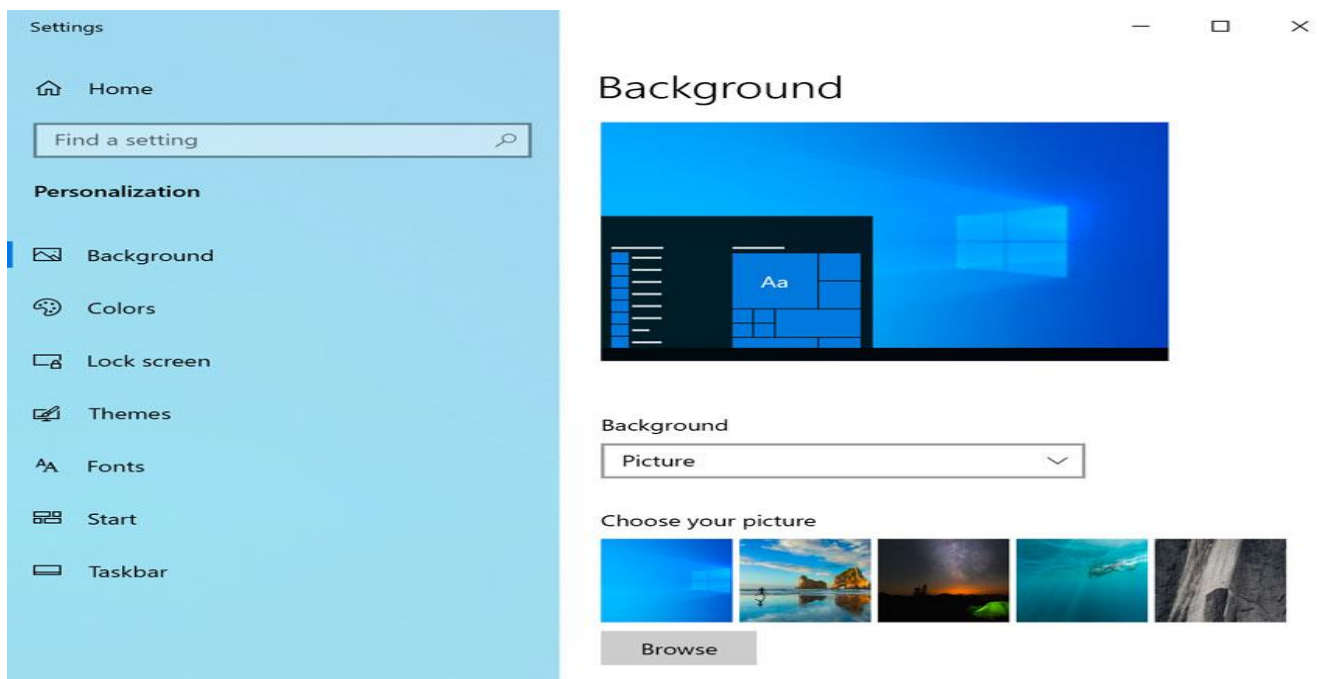 Settings
Home
Find a setting
Personalization
Background
Colors
Lock screen
Themes
Fonts
Start
Taskbar
Background
Aa
Background
Picture
Choose your picture
Browse